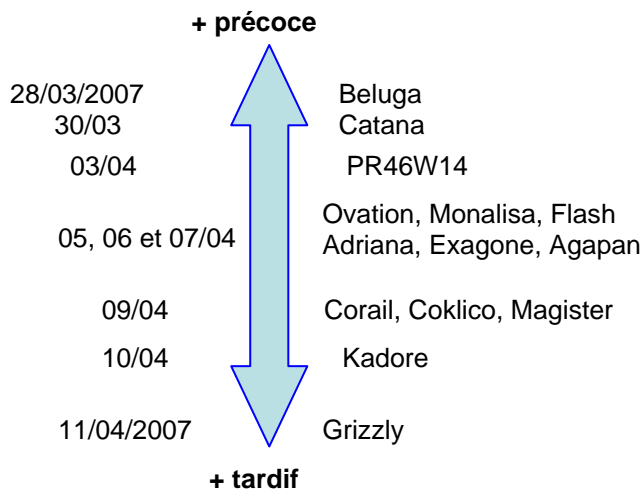 + précoce
28/03/2007 Beluga
30/03 Catana
03/04 PR46W14
Ovation, Monalisa, Flash
05, 06 et 07/04 Adriana, Exagone, Agapan
09/04 Corail, Coklico, Magister
10/04 Kadore
11/04/2007 Grizzly
+ tardif